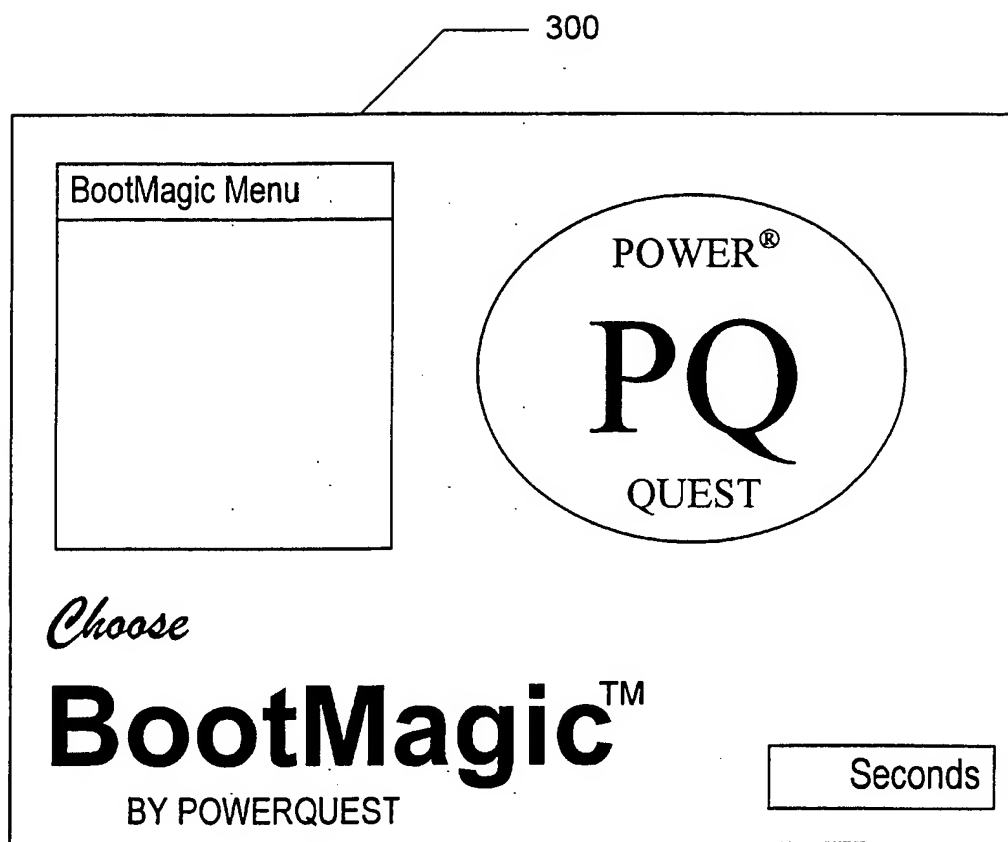 300
BootMagic Menu
POWER®
PQ
QUEST
Choose
BootMagic™
BY POWERQUEST
Seconds